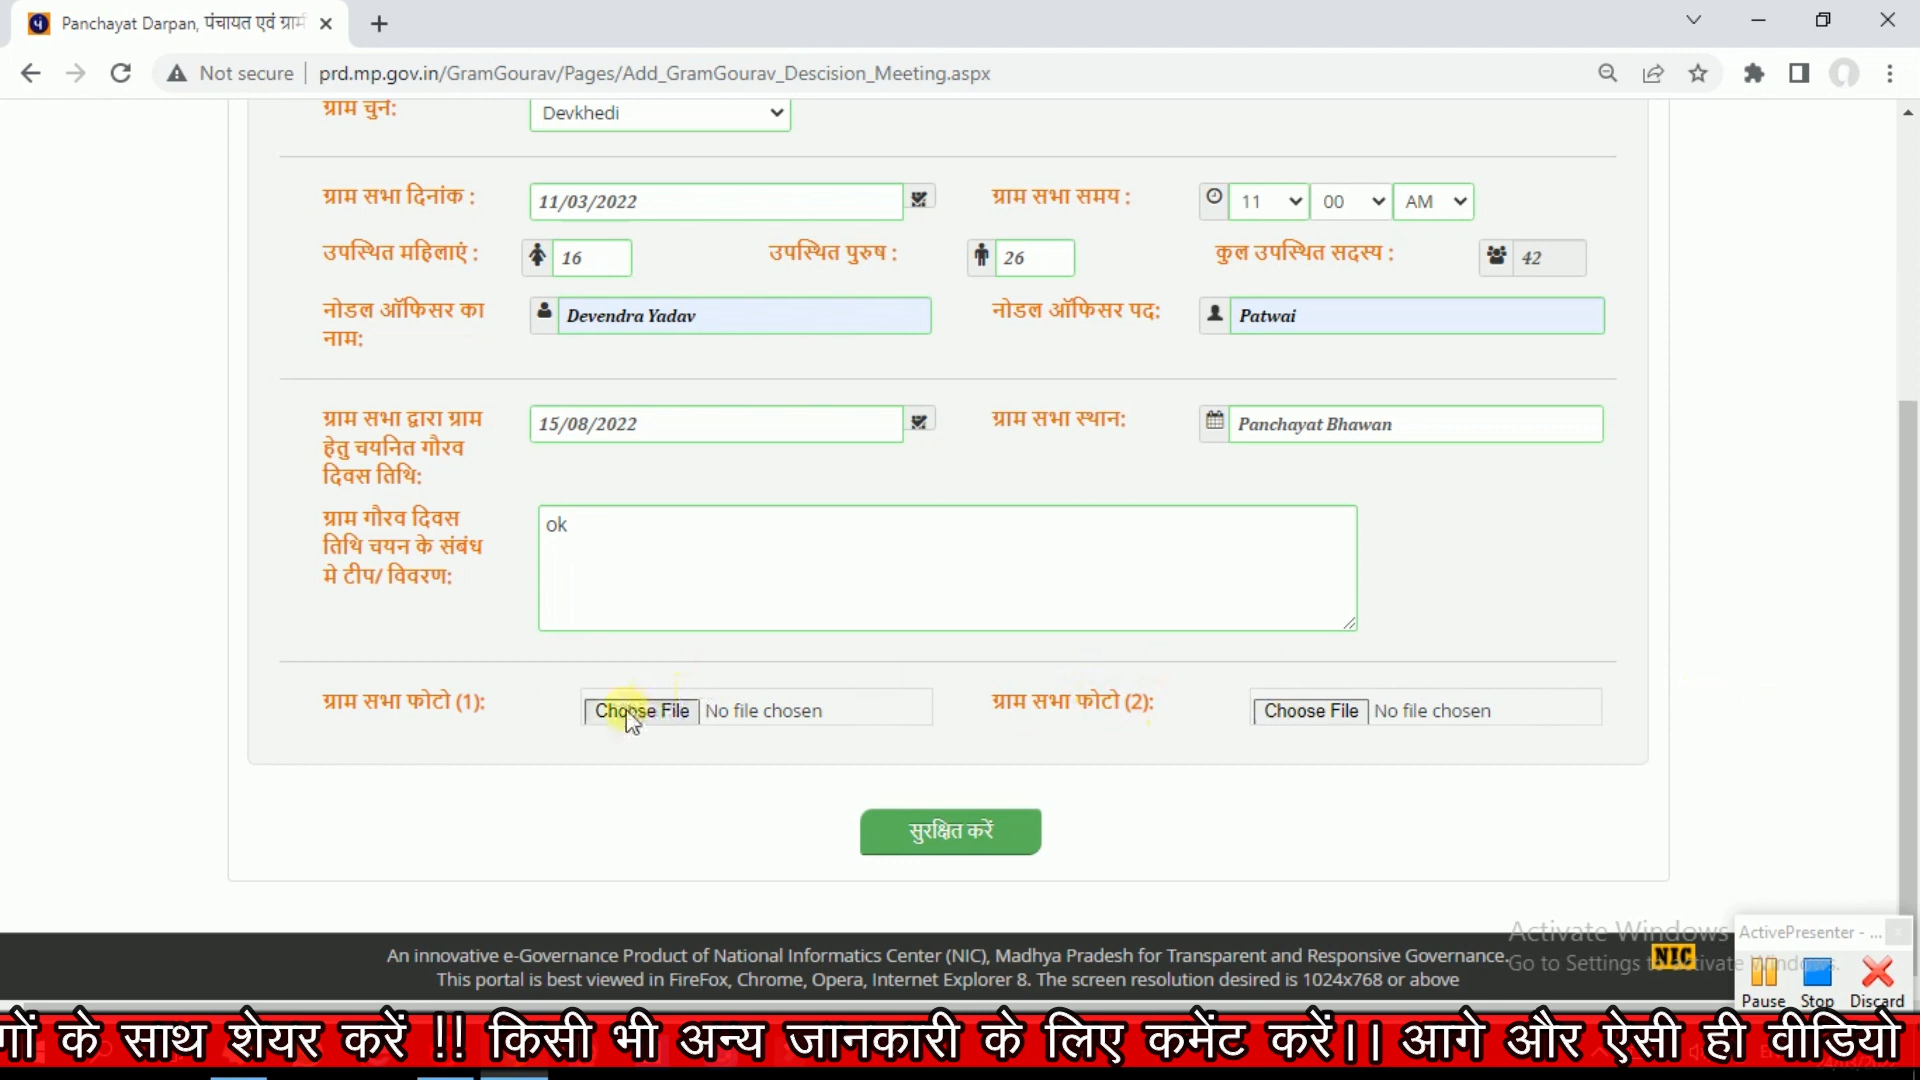 Panchayat Darpan, पंचायत एवं ग्रामी
Not secure
prd.mp.gov.in/GramGourav/Pages/Add_GramGourav_Descision_Meeting.aspx
ग्राम चुनें:
Devkhedi
ग्राम सभा दिनांक :
11/03/2022
ग्राम सभा समय :
11
00
AM
उपस्थित महिलाएं :
16
उपस्थित पुरुष :
26
कुल उपस्थित सदस्य :
42
नोडल ऑफिसर का
नाम:
Devendra Yadav
नोडल ऑफिसर पद:
Patwai
ग्राम सभा द्वारा ग्राम
हेतु चयनित गौरव
दिवस तिथि:
15/08/2022
ग्राम सभा स्थान:
Panchayat Bhawan
ग्राम गौरव दिवस
तिथि चयन के संबंध
मे टीप/ विवरण:
ok
ग्राम सभा फोटो (1):
Choose File No file chosen
ग्राम सभा फोटो (2):
Choose File No file chosen
सुरक्षित करें
An innovative e-Governance Product of National Informatics Center (NIC), Madhya Pradesh for Transparent and Responsive Governance.
This portal is best viewed in FireFox, Chrome, Opera, Internet Explorer 8. The screen resolution desired is 1024x768 or above
NIC
Activate Windows
Go to Settings to activate Windows.
ActivePresenter - ...
Pause
Stop
Discard
गों के साथ शेयर करें !! किसी भी अन्य जानकारी के लिए कमेंट करें|| आगे और ऐसी ही वीडियो